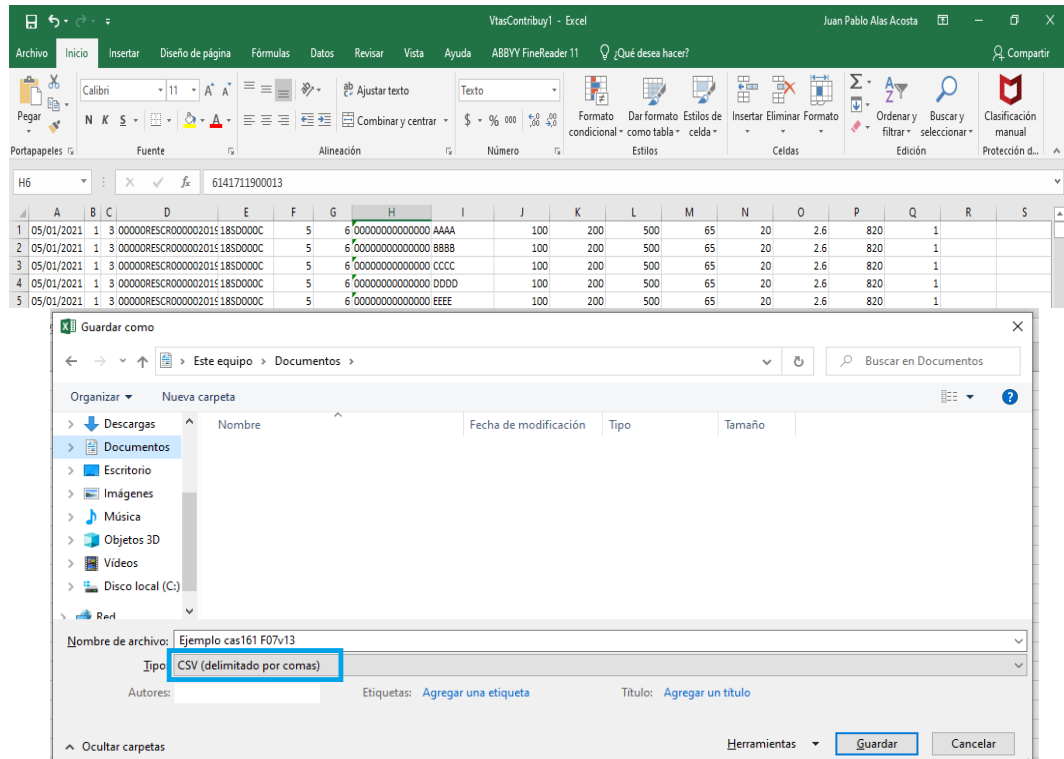 VtasContribuy1 - Excel
Juan Pablo Alas Acosta
Archivo Inicio Insertar Diseño de página Fórmulas Datos Revisar Vista Ayuda ABBYY FineReader 11 ¿Qué desea hacer? Compartir
Calibri 11 A A ab Ajustar texto Texto
Pegar N K S A Combinar y centrar $ % 000 Formato condicional Dar formato como tabla Estilos de celda Insertar Eliminar Formato Ordenar y filtrar Buscar y seleccionar Clasificación manual
Portapapeles Fuente Alineación Número Estilos Celdas Edición Protección d...
H6 fx 6141711900013
A B C D E F G H I J K L M N O P Q R S
1 05/01/2021 1 3 00000RESCR000002019 18SD000C 5 6 00000000000000 AAAA 100 200 500 65 20 2.6 820 1
2 05/01/2021 1 3 00000RESCR000002019 18SD000C 5 6 00000000000000 BBBB 100 200 500 65 20 2.6 820 1
3 05/01/2021 1 3 00000RESCR000002019 18SD000C 5 6 00000000000000 CCCC 100 200 500 65 20 2.6 820 1
4 05/01/2021 1 3 00000RESCR000002019 18SD000C 5 6 00000000000000 DDDD 100 200 500 65 20 2.6 820 1
5 05/01/2021 1 3 00000RESCR000002019 18SD000C 5 6 00000000000000 EEEE 100 200 500 65 20 2.6 820 1
Guardar como
Este equipo > Documentos >
Buscar en Documentos
Organizar Nueva carpeta
Nombre Fecha de modificación Tipo Tamaño
Descargas
Documentos
Escritorio
Imágenes
Música
Objetos 3D
Vídeos
Disco local (C:)
Red
Nombre de archivo: Ejemplo cas161 F07v13
Tipo: CSV (delimitado por comas)
Autores: Etiquetas: Agregar una etiqueta Título: Agregar un título
Ocultar carpetas Herramientas Guardar Cancelar